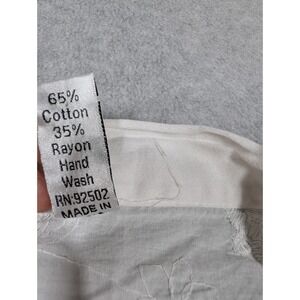 65%
Cotton
35%
Rayon
Hand
Wash
RN:92502
MADE IN